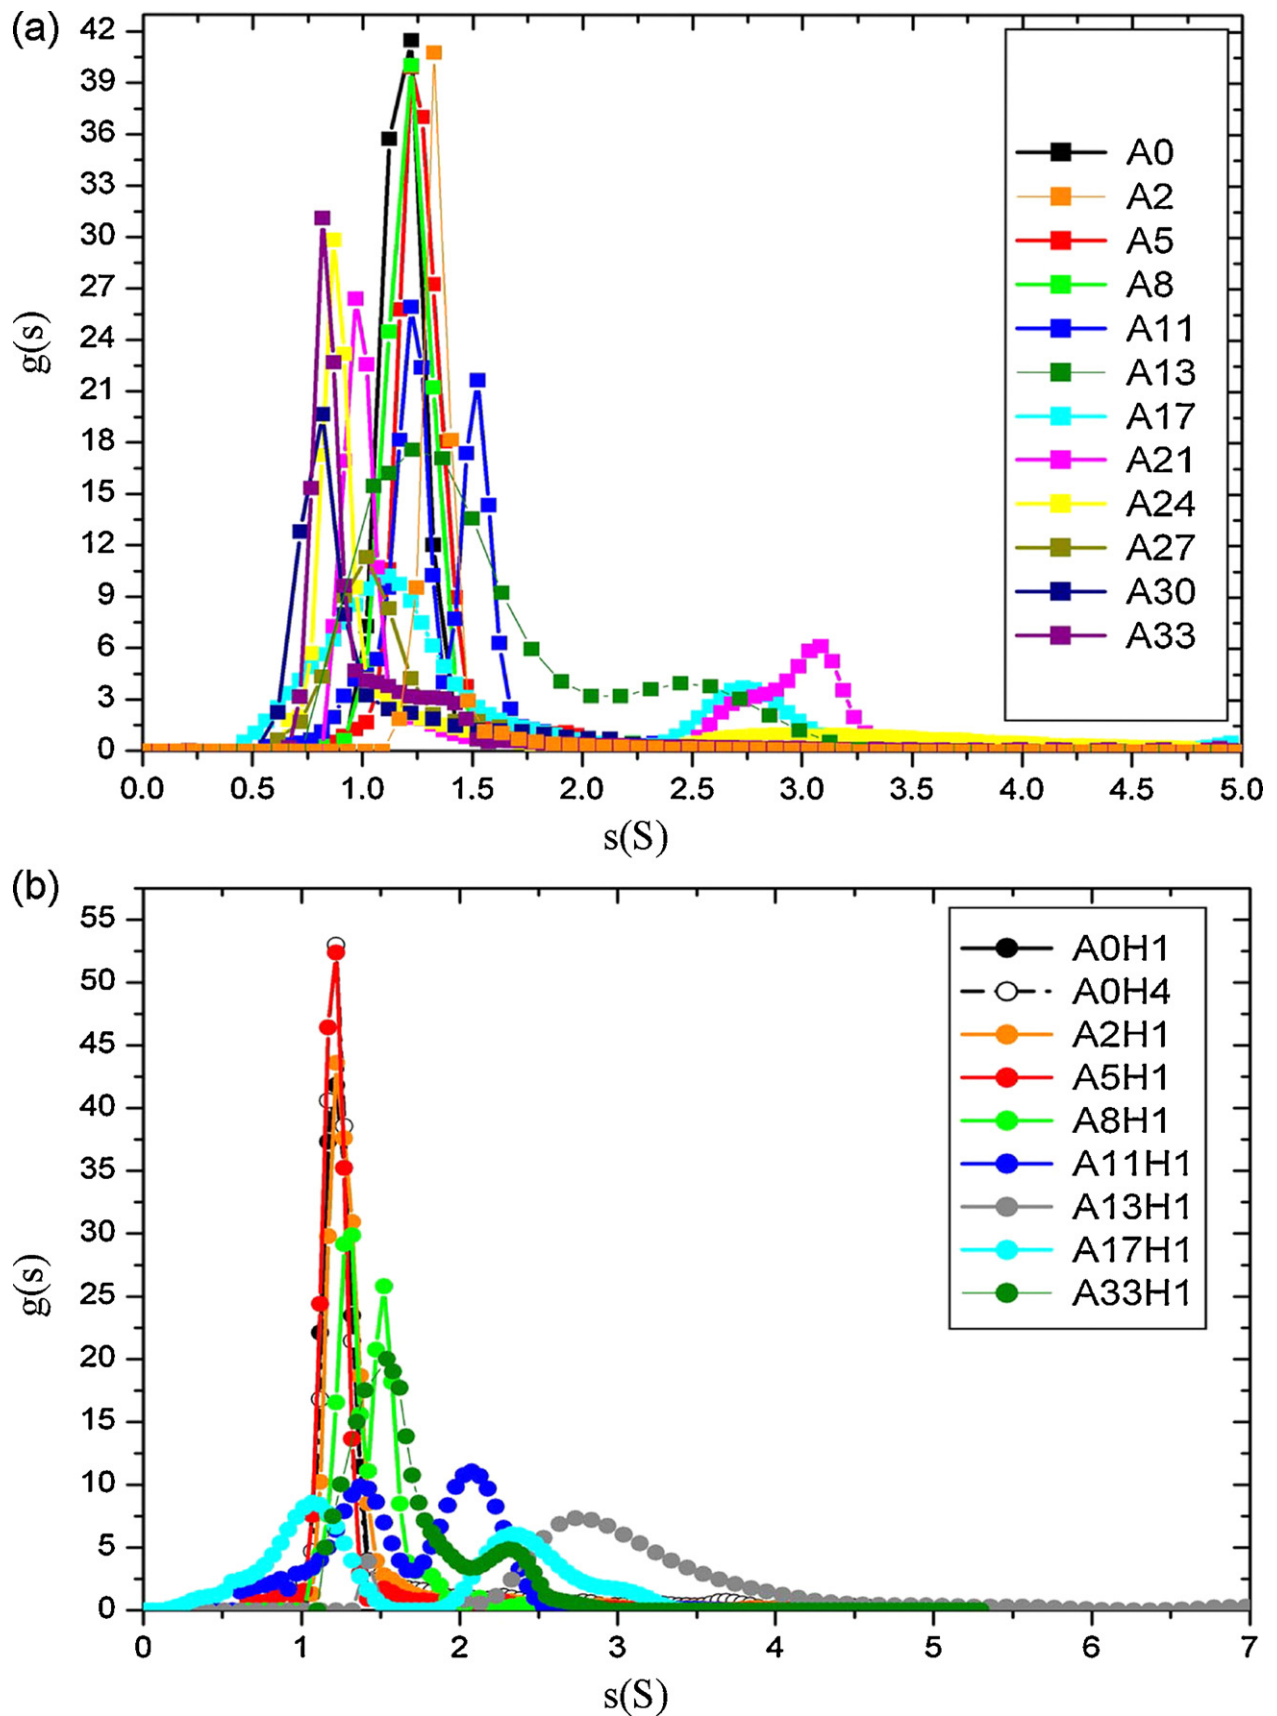 (a)
42
39
36
33
30
27
24
21
18
15
12
9
6
3
0
g(s)
0.0 0.5 1.0 1.5 2.0 2.5 3.0 3.5 4.0 4.5 5.0
s(S)
A0
A2
A5
A8
A11
A13
A17
A21
A24
A27
A30
A33
(b)
55
50
45
40
35
30
25
20
15
10
5
0
g(s)
0 1 2 3 4 5 6 7
s(S)
A0H1
A0H4
A2H1
A5H1
A8H1
A11H1
A13H1
A17H1
A33H1